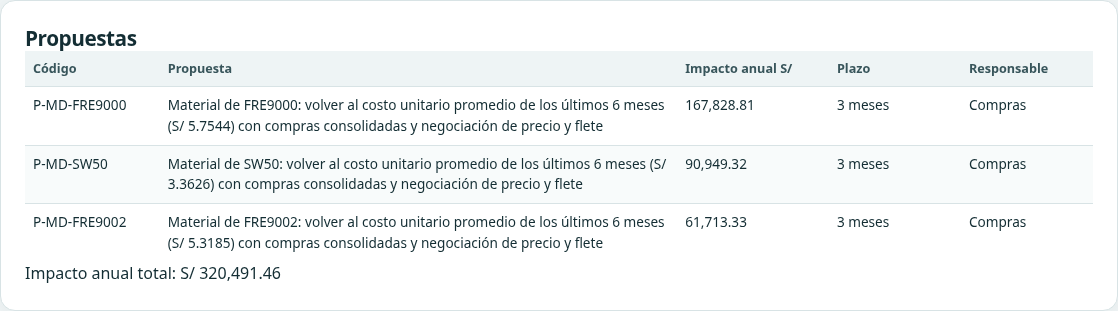 Propuestas
Código Propuesta Impacto anual S/ Plazo Responsable
P-MD-FRE9000 Material de FRE9000: volver al costo unitario promedio de los últimos 6 meses 167,828.81 3 meses Compras
(S/ 5.7544) con compras consolidadas y negociación de precio y flete
P-MD-SW50 Material de SW50: volver al costo unitario promedio de los últimos 6 meses (S/ 90,949.32 3 meses Compras
3.3626) con compras consolidadas y negociación de precio y flete
P-MD-FRE9002 Material de FRE9002: volver al costo unitario promedio de los últimos 6 meses 61,713.33 3 meses Compras
(S/ 5.3185) con compras consolidadas y negociación de precio y flete
Impacto anual total: S/ 320,491.46